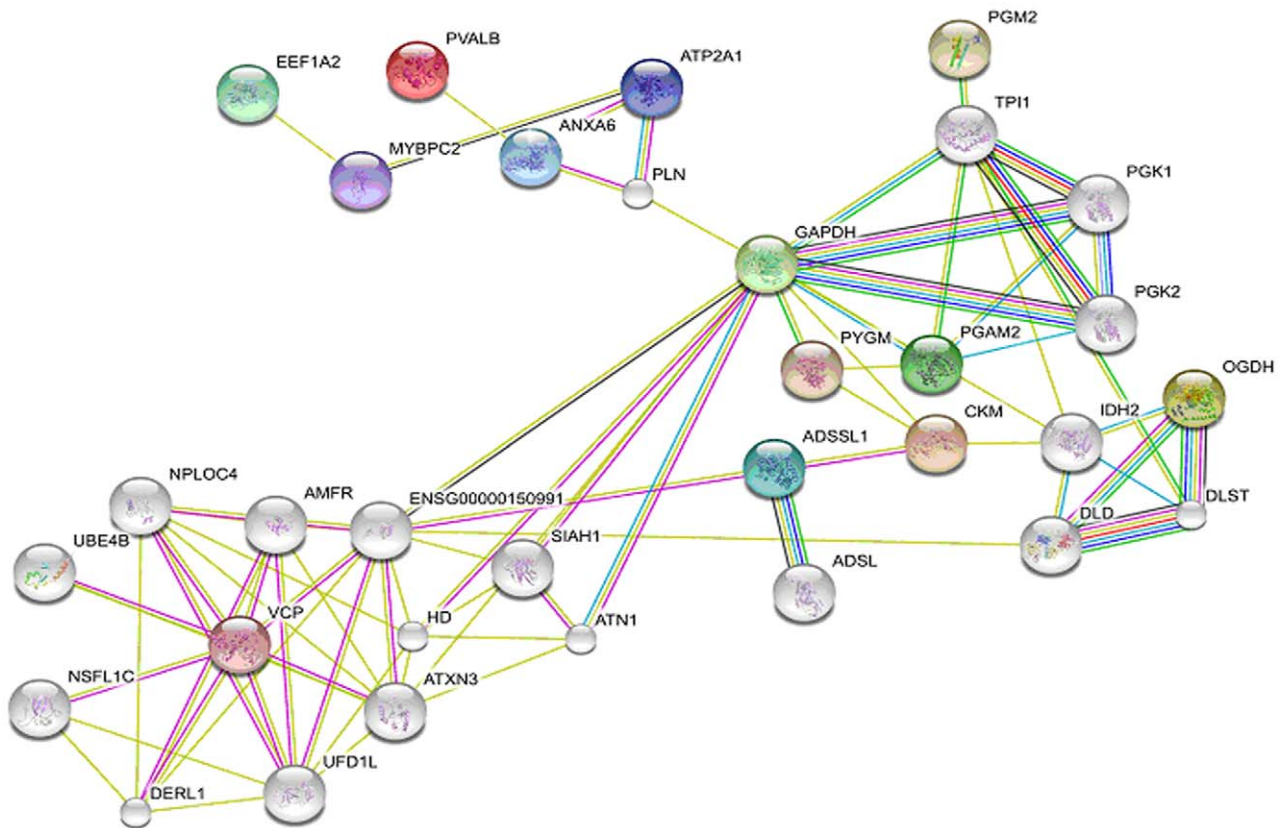 PGM2
PVALB
ATP2A1
EEF1A2
TPI1
ANXA6
MYBPC2
PLN
PGK1
GAPDH
PGK2
PYGM
PGAM2
OGDH
CKM
IDH2
ADSSL1
NPLOC4
AMFR
ENSG00000150991
DLST
DLD
UBE4B
SIAH1
ADSL
VCP
HD
ATN1
NSFL1C
ATXN3
UFD1L
DERL1